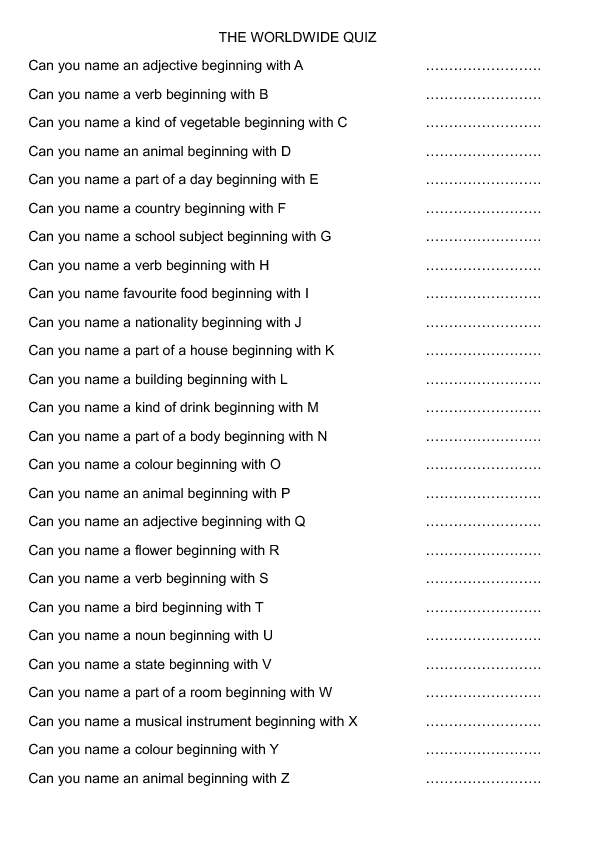 THE WORLDWIDE QUIZ
Can you name an adjective beginning with A …………………….
Can you name a verb beginning with B …………………….
Can you name a kind of vegetable beginning with C …………………….
Can you name an animal beginning with D …………………….
Can you name a part of a day beginning with E …………………….
Can you name a country beginning with F …………………….
Can you name a school subject beginning with G …………………….
Can you name a verb beginning with H …………………….
Can you name favourite food beginning with I …………………….
Can you name a nationality beginning with J …………………….
Can you name a part of a house beginning with K …………………….
Can you name a building beginning with L …………………….
Can you name a kind of drink beginning with M …………………….
Can you name a part of a body beginning with N …………………….
Can you name a colour beginning with O …………………….
Can you name an animal beginning with P …………………….
Can you name an adjective beginning with Q …………………….
Can you name a flower beginning with R …………………….
Can you name a verb beginning with S …………………….
Can you name a bird beginning with T …………………….
Can you name a noun beginning with U …………………….
Can you name a state beginning with V …………………….
Can you name a part of a room beginning with W …………………….
Can you name a musical instrument beginning with X …………………….
Can you name a colour beginning with Y …………………….
Can you name an animal beginning with Z …………………….